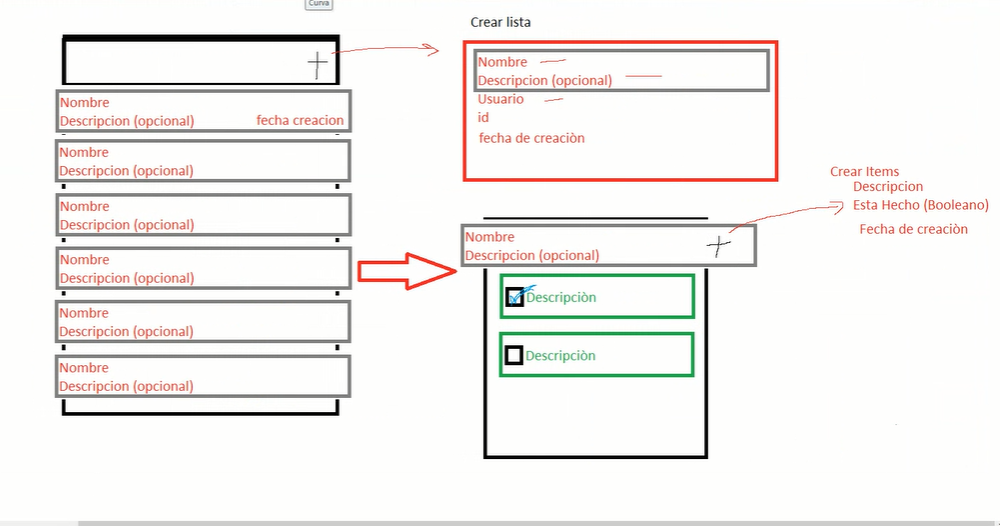 Curva
Crear lista
Nombre
Descripcion (opcional)
Usuario
id
fecha de creaciòn
Nombre
Descripcion (opcional) fecha creacion
Nombre
Descripcion (opcional)
Nombre
Descripcion (opcional)
Nombre
Descripcion (opcional)
Nombre
Descripcion (opcional)
Nombre
Descripcion (opcional)
Crear Items
Descripcion
Esta Hecho (Booleano)
Fecha de creaciòn
Nombre
Descripcion (opcional)
Descripciòn
Descripciòn